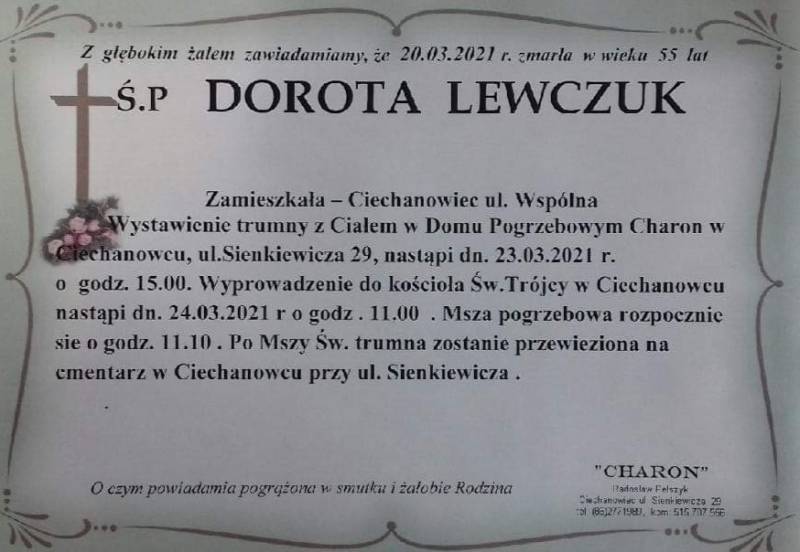 Z głębokim żalem zawiadamiamy, że 20.03.2021 r. zmarła w wieku 55 lat
Ś.P DOROTA LEWCZUK
Zamieszkała – Ciechanowiec ul. Wspólna
Wystawienie trumny z Ciałem w Domu Pogrzebowym Charon w
Ciechanowcu, ul.Sienkiewicza 29, nastąpi dn. 23.03.2021 r.
o godz. 15.00. Wyprowadzenie do kościoła Św.Trójcy w Ciechanowcu
nastąpi dn. 24.03.2021 r o godz . 11.00 . Msza pogrzebowa rozpocznie
sie o godz. 11.10 . Po Mszy Św. trumna zostanie przewieziona na
cmentarz w Ciechanowcu przy ul. Sienkiewicza .
.
O czym powiadamia pogrążona w smutku i żałobie Rodzina
"CHARON"
Radosław Pełszyk
Ciechanowiec ul. Sienkiewicza 29
tel. kom.